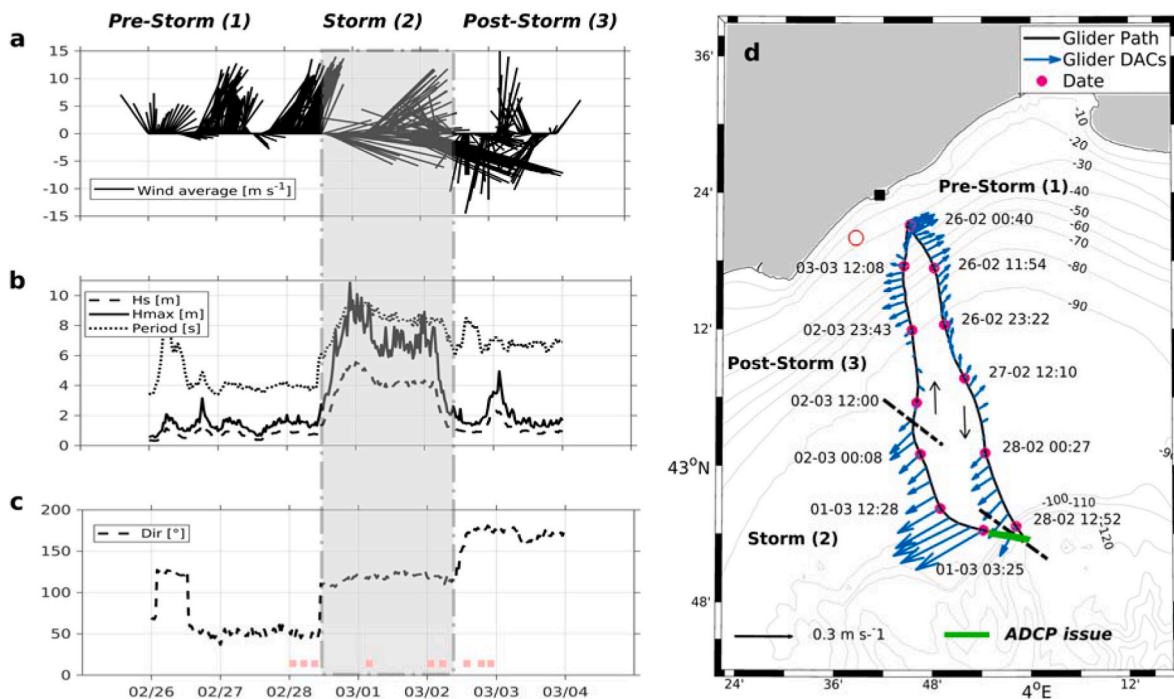 Pre-Storm (1) Storm (2) Post-Storm (3)
a
15
10
5
0
-5
-10
-15
Wind average [m s-1]
b
10
8
6
4
2
0
Hs [m]
Hmax [m]
Period [s]
c
200
150
100
50
0
Dir [°]
02/26 02/27 02/28 03/01 03/02 03/03 03/04
d
Glider Path
Glider DACs
Date
36'
24'
12'
43°N
48'
24' 36' 48' 4°E 12'
-10
-20
-30
-40
-50
-60
-70
-80
-90
-100
-110
-120
Pre-Storm (1)
26-02 00:40
26-02 11:54
26-02 23:22
27-02 12:10
28-02 00:27
28-02 12:52
03-03 12:08
02-03 23:43
Post-Storm (3)
02-03 12:00
02-03 00:08
01-03 12:28
Storm (2)
01-03 03:25
0.3 m s-1
ADCP issue